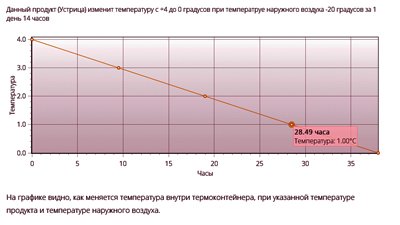 Данный продукт (Устрица) изменит температуру с +4 до 0 градусов при температруе наружного воздуха -20 градусов за 1
день 14 часов
4.0
3.0
2.0
1.0
0.0
Температура
28.49 часа
Температура: 1.00°C
0 5 10 15 20 25 30 35
Часы
На графике видно, как меняется температура внутри термоконтейнера, при указанной температуре
продукта и температуре наружного воздуха.